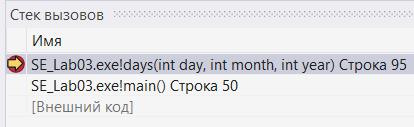 Стек вызовов
Имя
SE_Lab03.exe!days(int day, int month, int year) Строка 95
SE_Lab03.exe!main() Строка 50
[Внешний код]